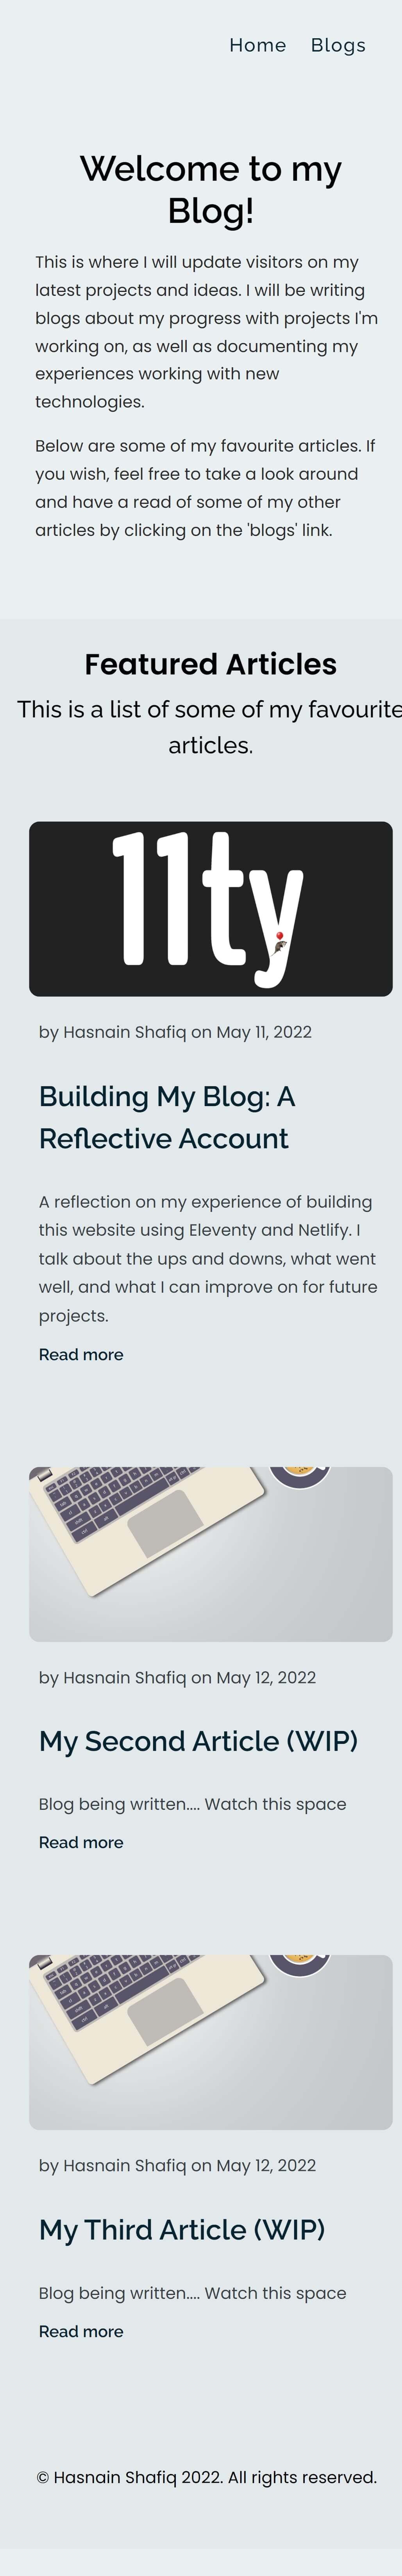 Home Blogs
Welcome to my
Blog!
This is where I will update visitors on my
latest projects and ideas. I will be writing
blogs about my progress with projects I'm
working on, as well as documenting my
experiences working with new
technologies.
Below are some of my favourite articles. If
you wish, feel free to take a look around
and have a read of some of my other
articles by clicking on the 'blogs' link.
Featured Articles
This is a list of some of my favourite
articles.
11ty
by Hasnain Shafiq on May 11, 2022
Building My Blog: A
Reflective Account
A reflection on my experience of building
this website using Eleventy and Netlify. I
talk about the ups and downs, what went
well, and what I can improve on for future
projects.
Read more
by Hasnain Shafiq on May 12, 2022
My Second Article (WIP)
Blog being written.... Watch this space
Read more
by Hasnain Shafiq on May 12, 2022
My Third Article (WIP)
Blog being written.... Watch this space
Read more
© Hasnain Shafiq 2022. All rights reserved.